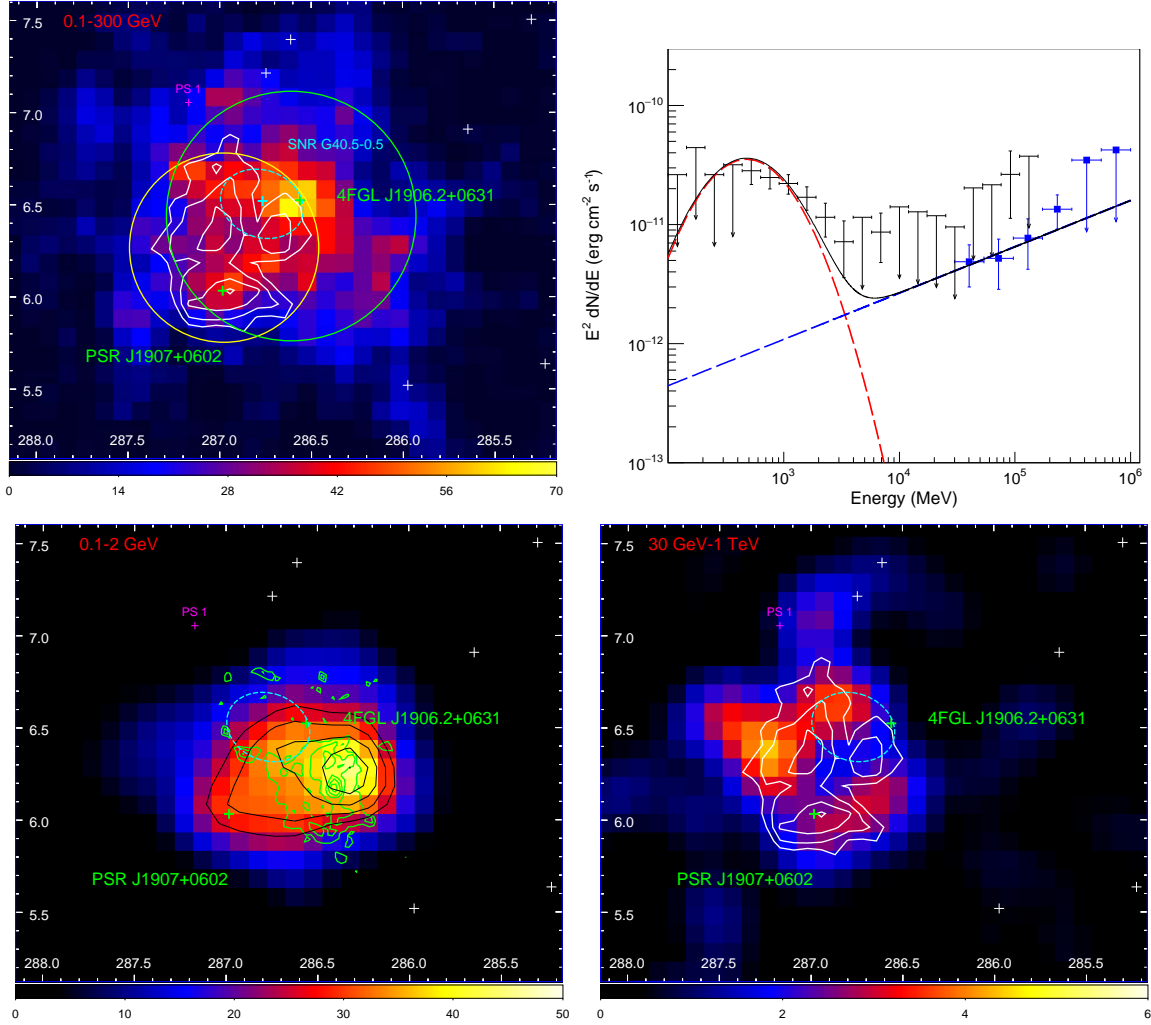 0.1-300 GeV
7.5
PS 1
7.0
SNR G40.5-0.5
4FGL J1906.2+0631
6.5
6.0
PSR J1907+0602
5.5
288.0 287.5 287.0 286.5 286.0 285.5
0 14 28 42 56 70
E² dN/dE (erg cm⁻² s⁻¹)
10⁻¹⁰
10⁻¹¹
10⁻¹²
10⁻¹³
10³ 10⁴ 10⁵ 10⁶
Energy (MeV)
0.1-2 GeV
7.5
PS 1
7.0
4FGL J1906.2+0631
6.5
6.0
PSR J1907+0602
5.5
288.0 287.5 287.0 286.5 286.0 285.5
0 10 20 30 40 50
30 GeV-1 TeV
7.5
PS 1
7.0
4FGL J1906.2+0631
6.5
6.0
PSR J1907+0602
5.5
288.0 287.5 287.0 286.5 286.0 285.5
0 2 4 6